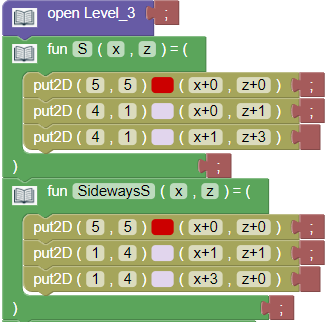 open Level_3 ;
fun S ( x , z ) = (
put2D ( 5 , 5 ) ( x+0 , z+0 ) ;
put2D ( 4 , 1 ) ( x+0 , z+1 ) ;
put2D ( 4 , 1 ) ( x+1 , z+3 ) ;
) ;
fun SidewaysS ( x , z ) = (
put2D ( 5 , 5 ) ( x+0 , z+0 ) ;
put2D ( 1 , 4 ) ( x+1 , z+1 ) ;
put2D ( 1 , 4 ) ( x+3 , z+0 ) ;
) ;